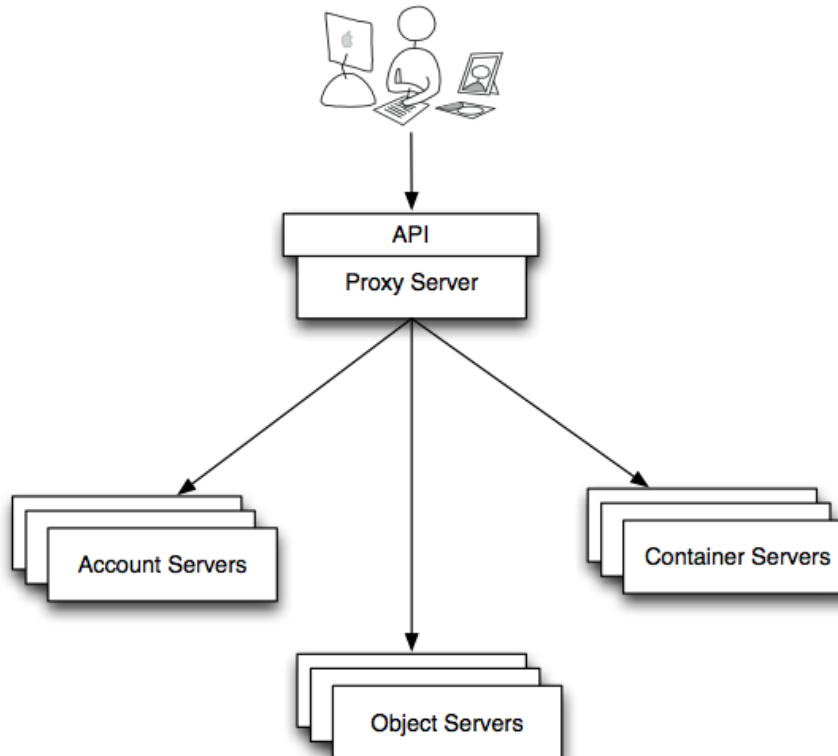 API
Proxy Server
Account Servers
Container Servers
Object Servers